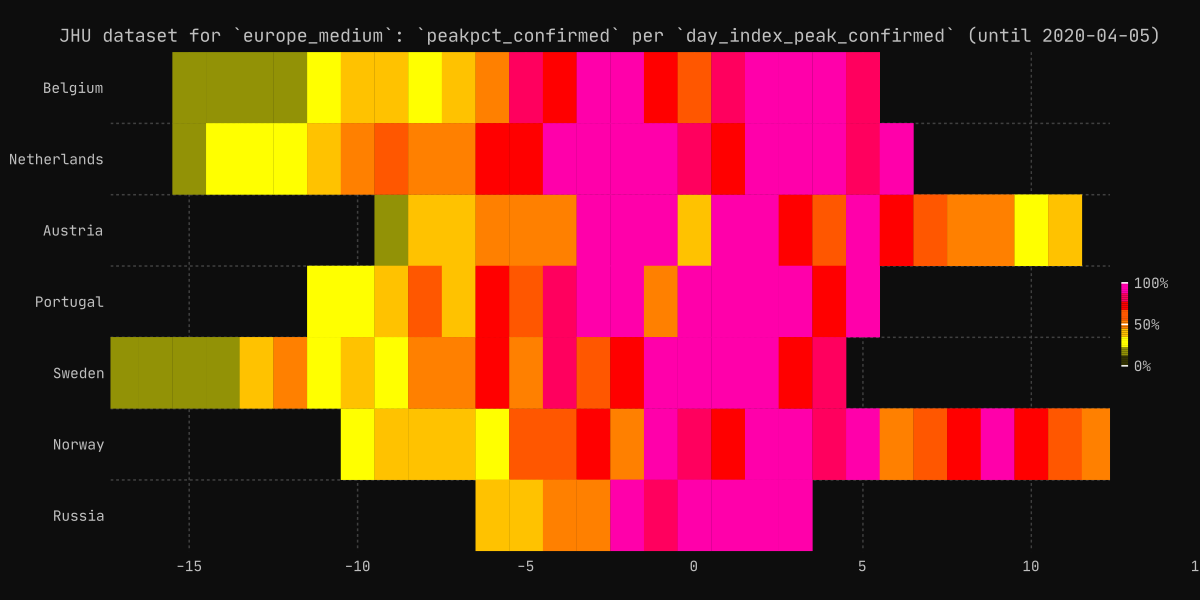 JHU dataset for `europe_medium`: `peakpct_confirmed` per `day_index_peak_confirmed` (until 2020-04-05)
Belgium
Netherlands
Austria
Portugal
Sweden
Norway
Russia
100%
50%
0%
-15 -10 -5 0 5 10 1